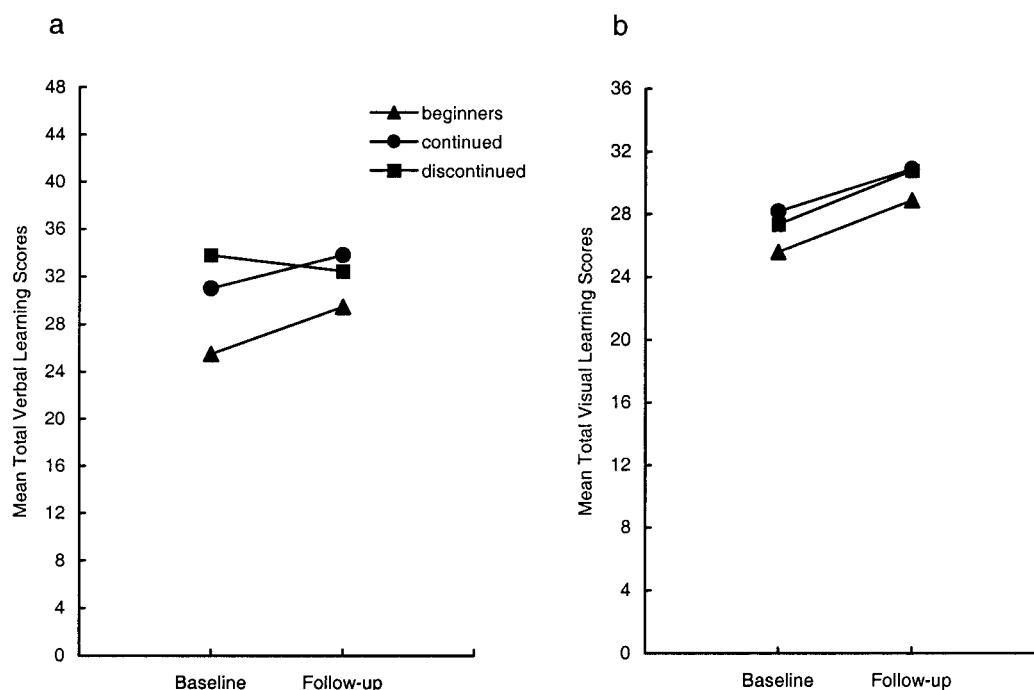 a
48
44
40
36
32
28
24
20
16
12
8
4
0
Mean Total Verbal Learning Scores
beginners
continued
discontinued
Baseline
Follow-up
b
36
32
28
24
20
16
12
8
4
0
Mean Total Visual Learning Scores
Baseline
Follow-up